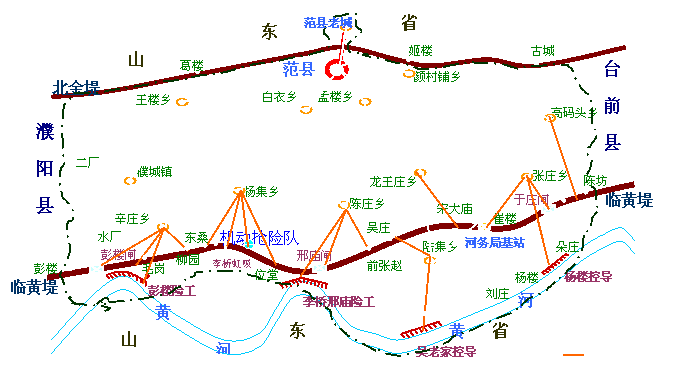 范县老城
东
省
山
姬楼
古城
葛楼
范县
颜村铺乡
台前县
北金堤
王楼乡
白衣乡
孟楼乡
高码头乡
濮阳县
二厂
濮城镇
杨集乡
龙王庄乡
张庄乡
陈坊
于庄闸
临黄堤
辛庄乡
陈庄乡
宋大庙
崔楼
水厂
东桑
机动抢险队
吴庄
河务局基站
彭楼闸
柳园
李桥虹吸
邢庙闸
陆集乡
朵庄
彭楼
毛岗
位堂
前张赵
杨楼
杨楼控导
临黄堤
彭楼险工
李桥邢庙险工
刘庄
河
黄
山
河
东
黄
省
吴老家控导